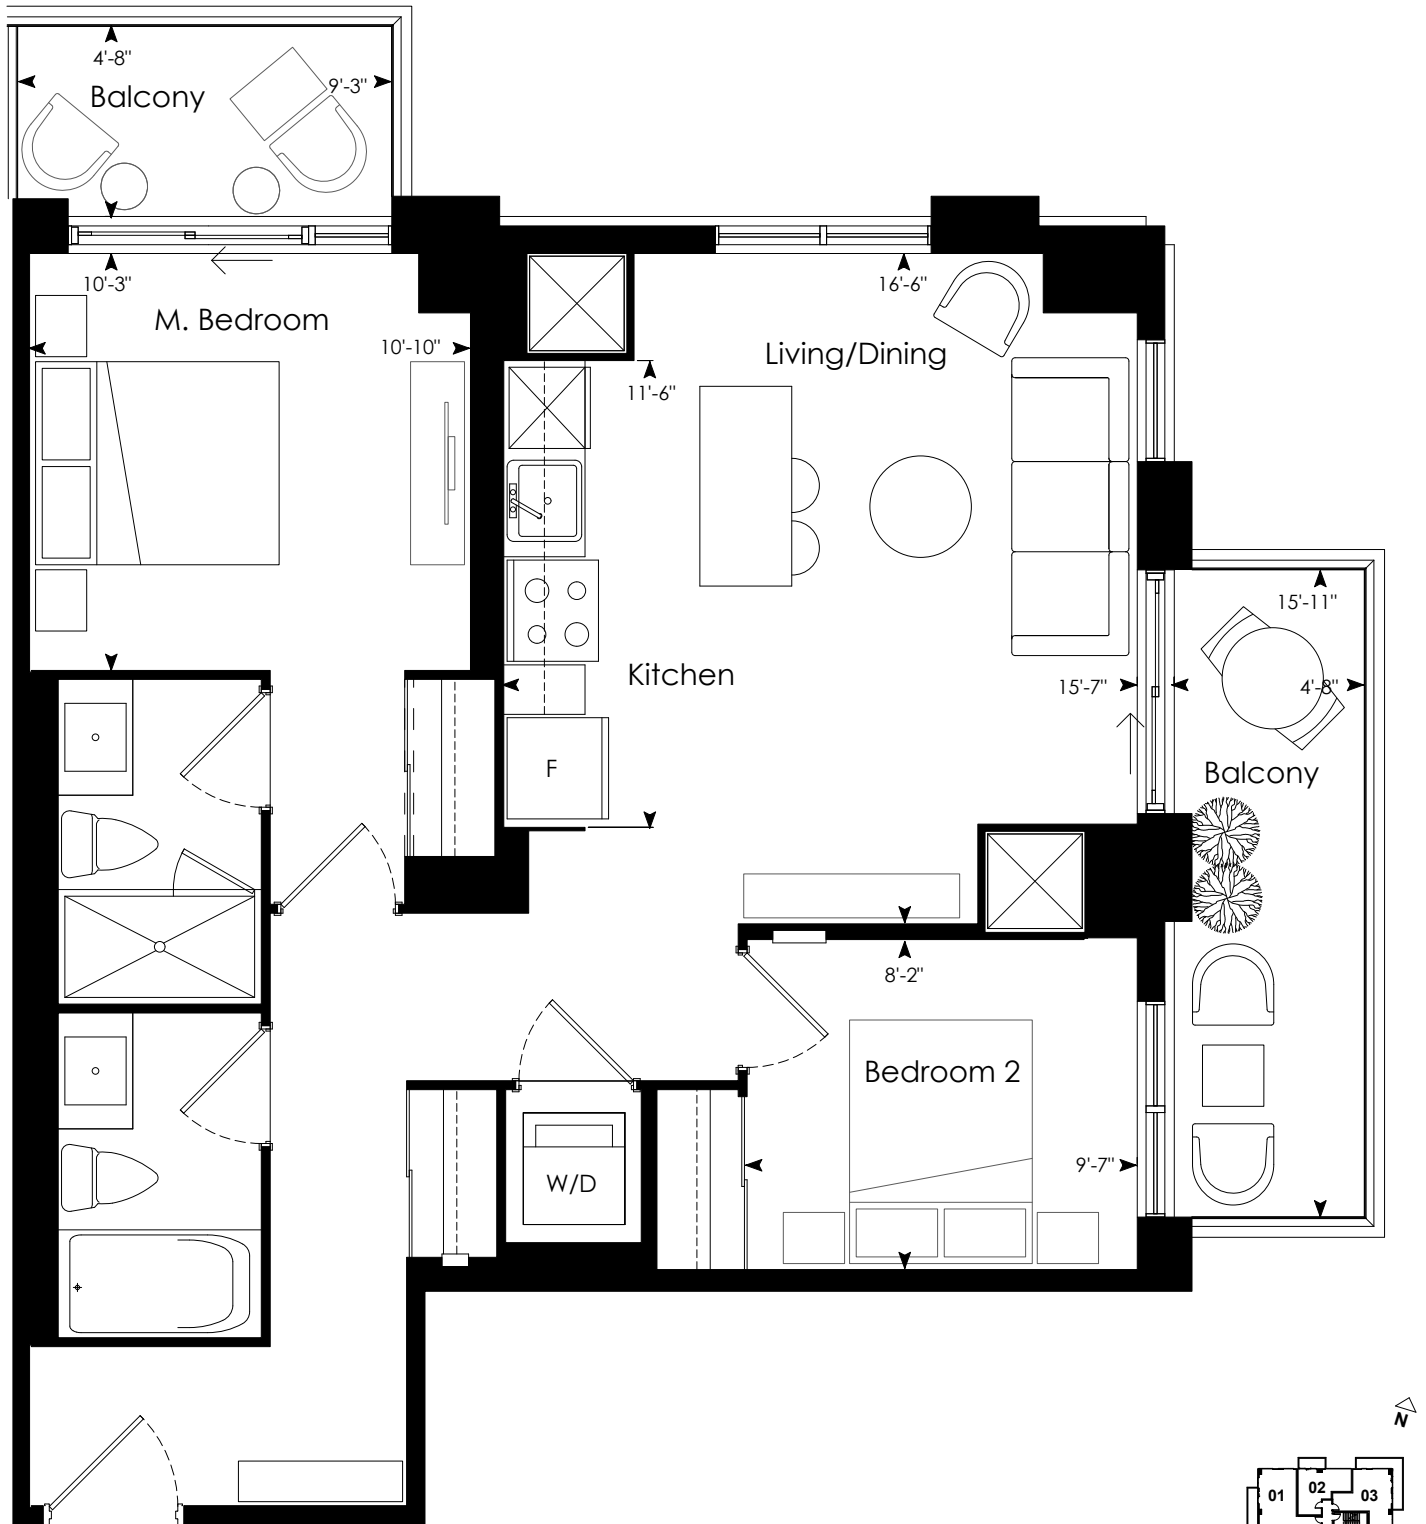 4'-8"
Balcony
9'-3"
10'-3"
M. Bedroom
10'-10"
16'-6"
Living/Dining
11'-6"
15'-11"
Kitchen
15'-7"
4'-8"
F
Balcony
8'-2"
Bedroom 2
9'-7"
W/D
N
01
02
03